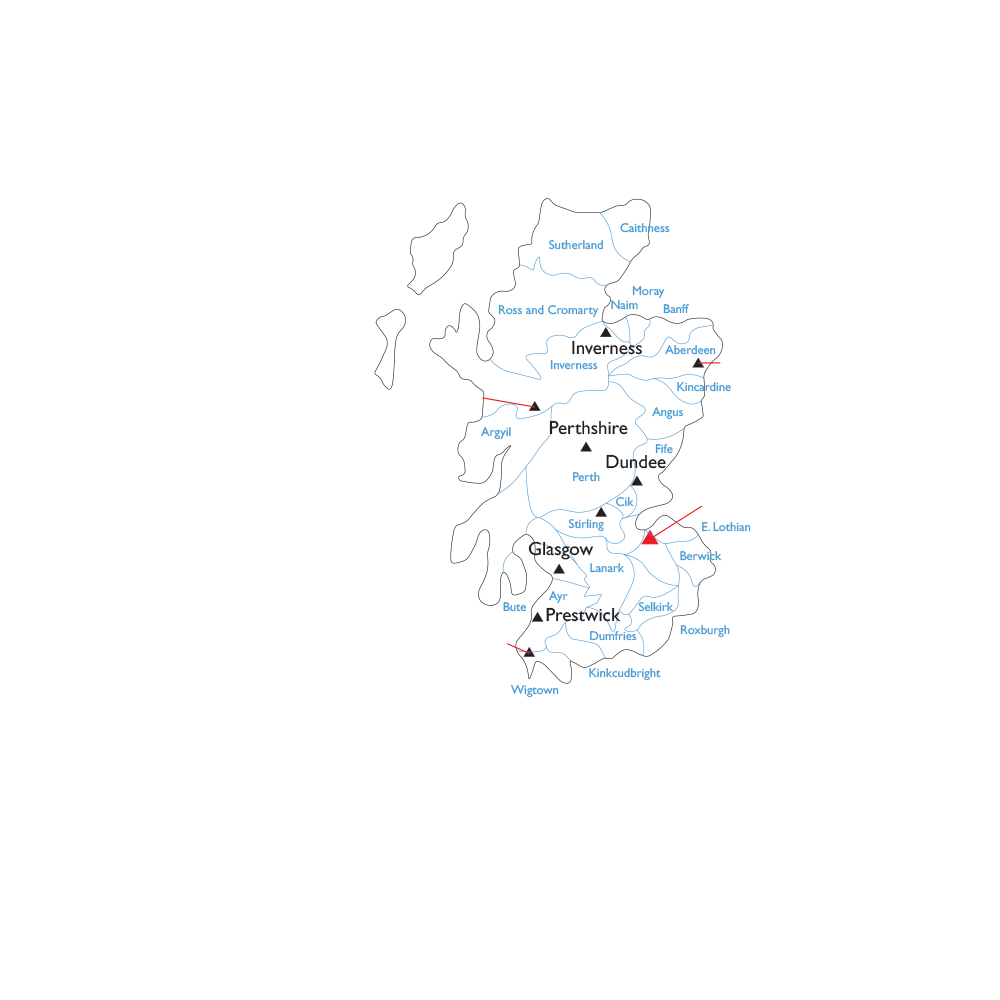 Caithness
Sutherland
Moray
Naim
Ross and Cromarty
Banff
Inverness
Aberdeen
Inverness
Kincardine
Angus
Perthshire
Argyil
Fife
Dundee
Perth
Cik
Stirling
E. Lothian
Glasgow
Berwick
Lanark
Ayr
Bute
Selkirk
Prestwick
Roxburgh
Dumfries
Kinkcudbright
Wigtown